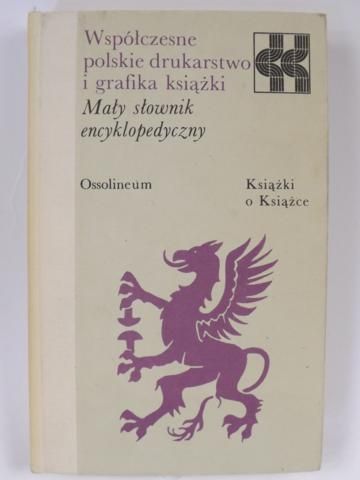 Współczesne
polskie drukarstwo
i grafika książki
Mały słownik
encyklopedyczny
Ossolineum
Książki
o Książce